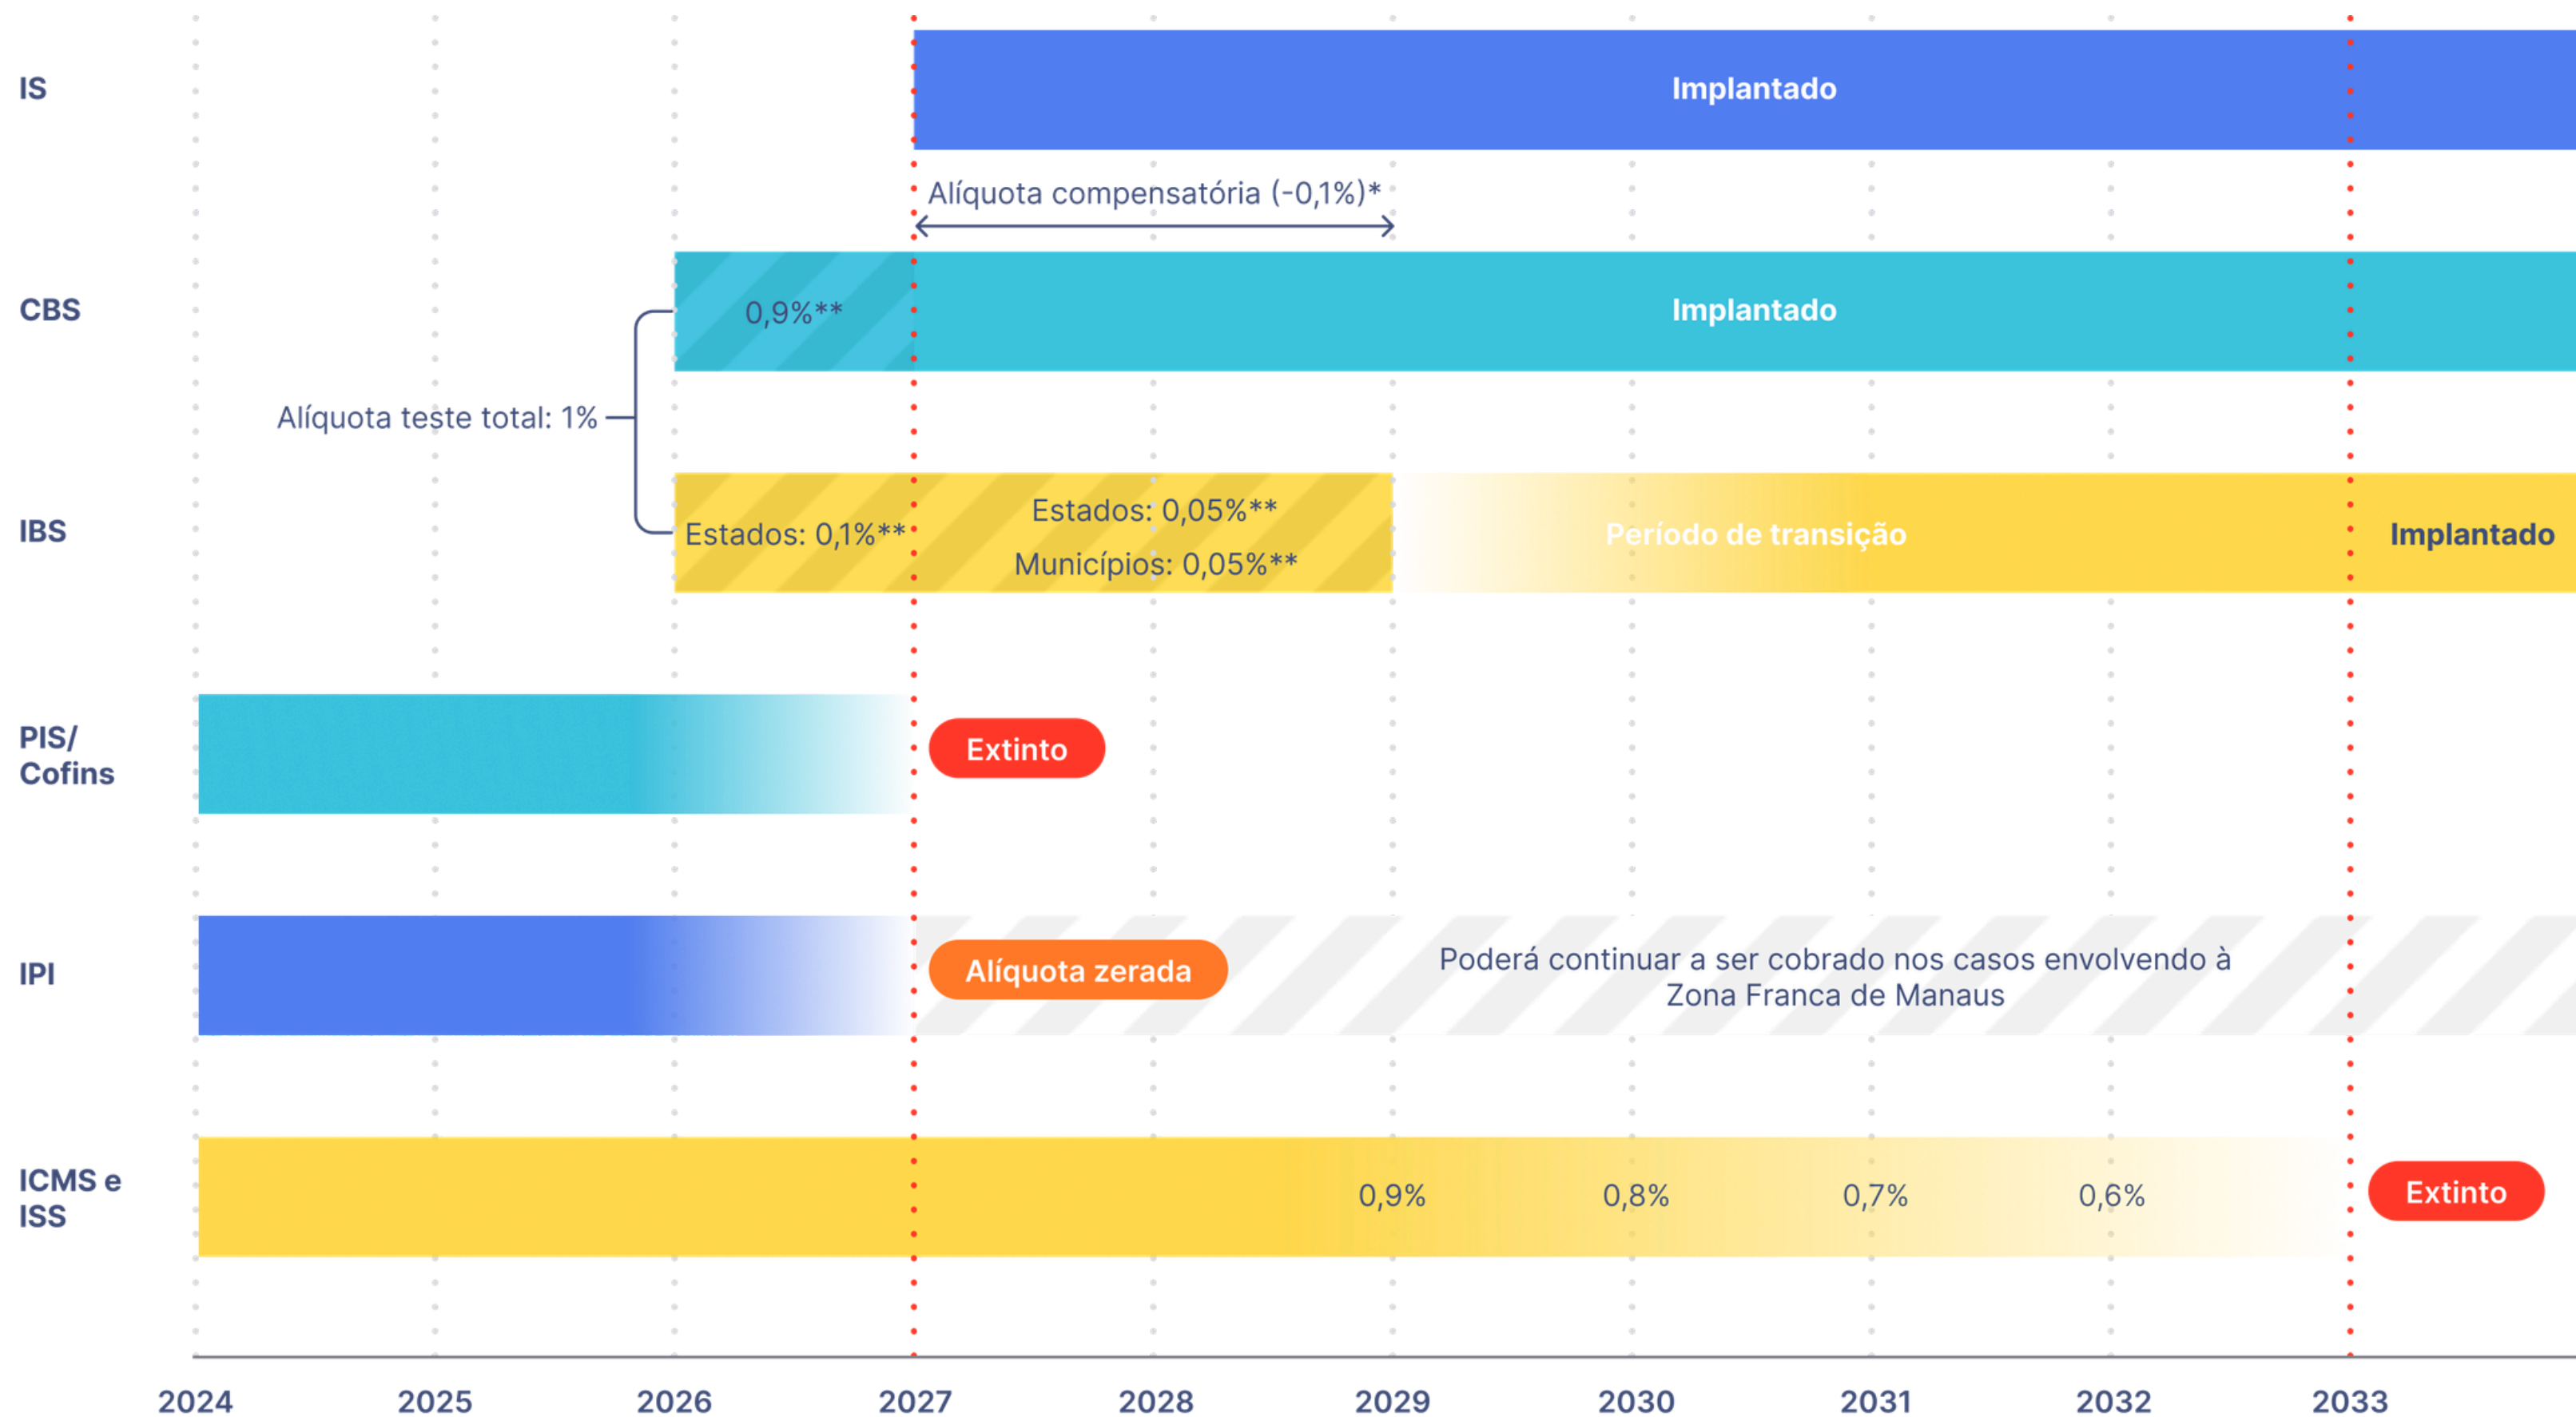 IS
Implantado
Alíquota compensatória (-0,1%)*
CBS
0,9%**
Implantado
Alíquota teste total: 1%
IBS
Estados: 0,1%**
Estados: 0,05%**
Municípios: 0,05%**
Período de transição
Implantado
PIS/
Cofins
Extinto
IPI
Alíquota zerada
Poderá continuar a ser cobrado nos casos envolvendo à
Zona Franca de Manaus
ICMS e
ISS
0,9%
0,8%
0,7%
0,6%
Extinto
2024
2025
2026
2027
2028
2029
2030
2031
2032
2033